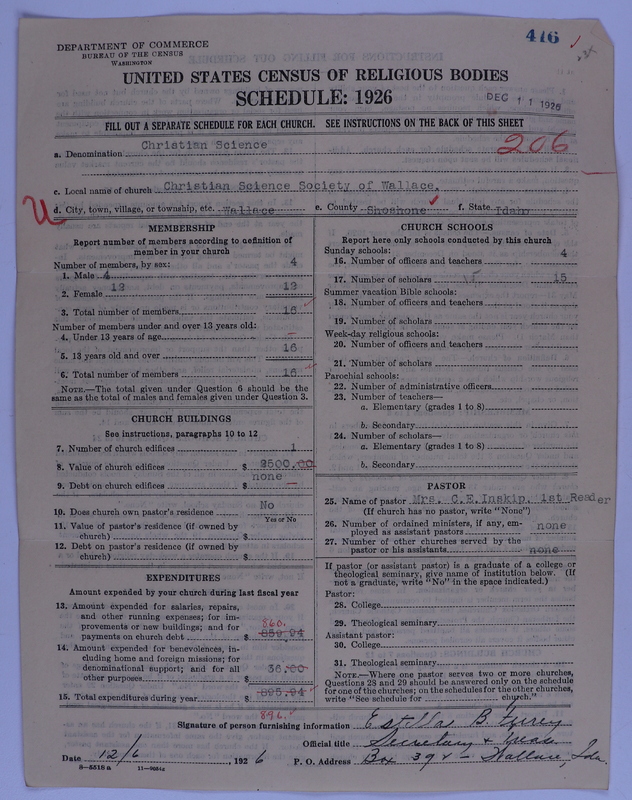 416
DEPARTMENT OF COMMERCE
BUREAU OF THE CENSUS
WASHINGTON
UNITED STATES CENSUS OF RELIGIOUS BODIES
SCHEDULE: 1926
DEC 11 1926
FILL OUT A SEPARATE SCHEDULE FOR EACH CHURCH. SEE INSTRUCTIONS ON THE BACK OF THIS SHEET
206
a. Denomination Christian Science
c. Local name of church Christian Science Society of Wallace.
d. City, town, village, or township, etc. Wallace e. County Shoshone f. State Idaho
MEMBERSHIP
Report number of members according to definition of
member in your church
Number of members, by sex:
1. Male 4 4
2. Female 12 12
3. Total number of members 16
Number of members under and over 13 years old:
4. Under 13 years of age —
5. 13 years old and over 16
6. Total number of members 16
NOTE.—The total given under Question 6 should be the
same as the total of males and females given under Question 3.
CHURCH BUILDINGS
See instructions, paragraphs 10 to 12
7. Number of church edifices 1
8. Value of church edifices $ 9500.00
9. Debt on church edifices $ none —
10. Does church own pastor's residence No
Yes or No
11. Value of pastor's residence (if owned by
church) $
12. Debt on pastor's residence (if owned by
church) $
EXPENDITURES
Amount expended by your church during last fiscal year
13. Amount expended for salaries, repairs,
and other running expenses; for im-
provements or new buildings; and for
payments on church debt $ 859.94 860.
14. Amount expended for benevolences, in-
cluding home and foreign missions; for
denominational support; and for all
other purposes $ 36.00
15. Total expenditures during year $ 895.94
896.
CHURCH SCHOOLS
Report here only schools conducted by this church
Sunday schools:
16. Number of officers and teachers 4
17. Number of scholars 15 15
Summer vacation Bible schools:
18. Number of officers and teachers
19. Number of scholars
Week-day religious schools:
20. Number of officers and teachers
21. Number of scholars
Parochial schools:
22. Number of administrative officers
23. Number of teachers—
a. Elementary (grades 1 to 8)
b. Secondary
24. Number of scholars—
a. Elementary (grades 1 to 8)
b. Secondary
PASTOR
25. Name of pastor Mrs. C.E. Inskip. 1st Reader
(If church has no pastor, write "None")
26. Number of ordained ministers, if any, em-
ployed as assistant pastors none
27. Number of other churches served by the
pastor or his assistants none
If pastor (or assistant pastor) is a graduate of a college or
theological seminary, give name of institution below. (If
not a graduate, write "No" in the space indicated.)
Pastor:
28. College
29. Theological seminary
Assistant pastor:
30. College
31. Theological seminary
NOTE.—Where one pastor serves two or more churches,
Questions 28 and 29 should be answered only on the schedule
for one of the churches; on the schedules for the other churches,
write "See schedule for church."
Signature of person furnishing information B.
Official title Secretary &
Date 12/6, 1926 P. O. Address Box 394 - Wallace, Ida.
8-5518 a 11-9034